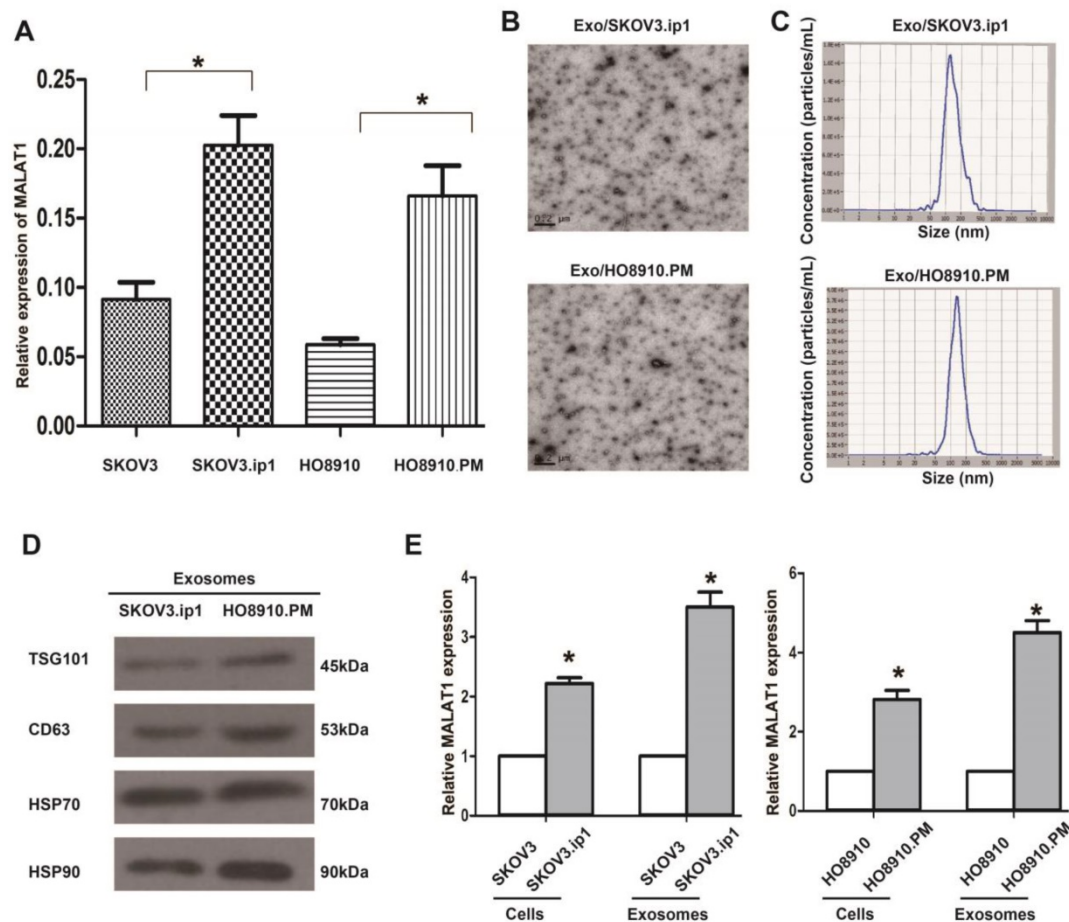 A
Relative expression of MALAT1
0.25
0.20
0.15
0.10
0.05
0.00
*
*
SKOV3
SKOV3.ip1
HO8910
HO8910.PM
B
Exo/SKOV3.ip1
Exo/HO8910.PM
C
Exo/SKOV3.ip1
Concentration (particles/mL)
Size (nm)
Exo/HO8910.PM
Concentration (particles/mL)
Size (nm)
D
Exosomes
SKOV3.ip1 HO8910.PM
TSG101 45kDa
CD63 53kDa
HSP70 70kDa
HSP90 90kDa
E
Relative MALAT1 expression
4
3
2
1
0
*
*
SKOV3
SKOV3.ip1
SKOV3
SKOV3.ip1
Cells
Exosomes
Relative MALAT1 expression
6
4
2
0
*
*
HO8910
HO8910.PM
HO8910
HO8910.PM
Cells
Exosomes